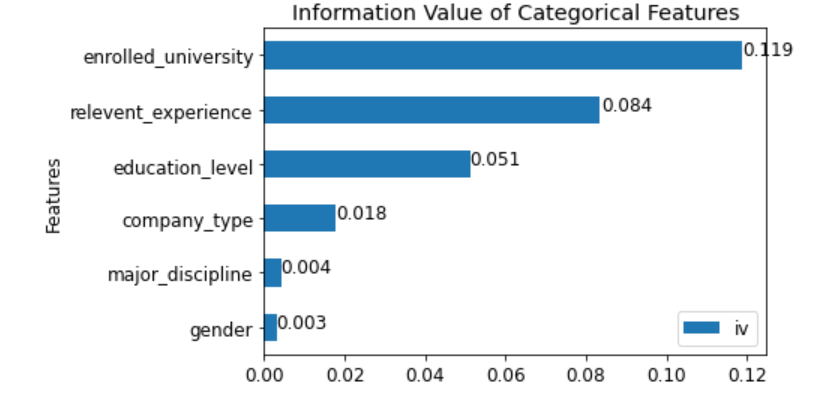 Information Value of Categorical Features
enrolled_university
0.119
relevent_experience
0.084
education_level
0.051
Features
company_type
0.018
major_discipline
0.004
gender
0.003
iv
0.00 0.02 0.04 0.06 0.08 0.10 0.12